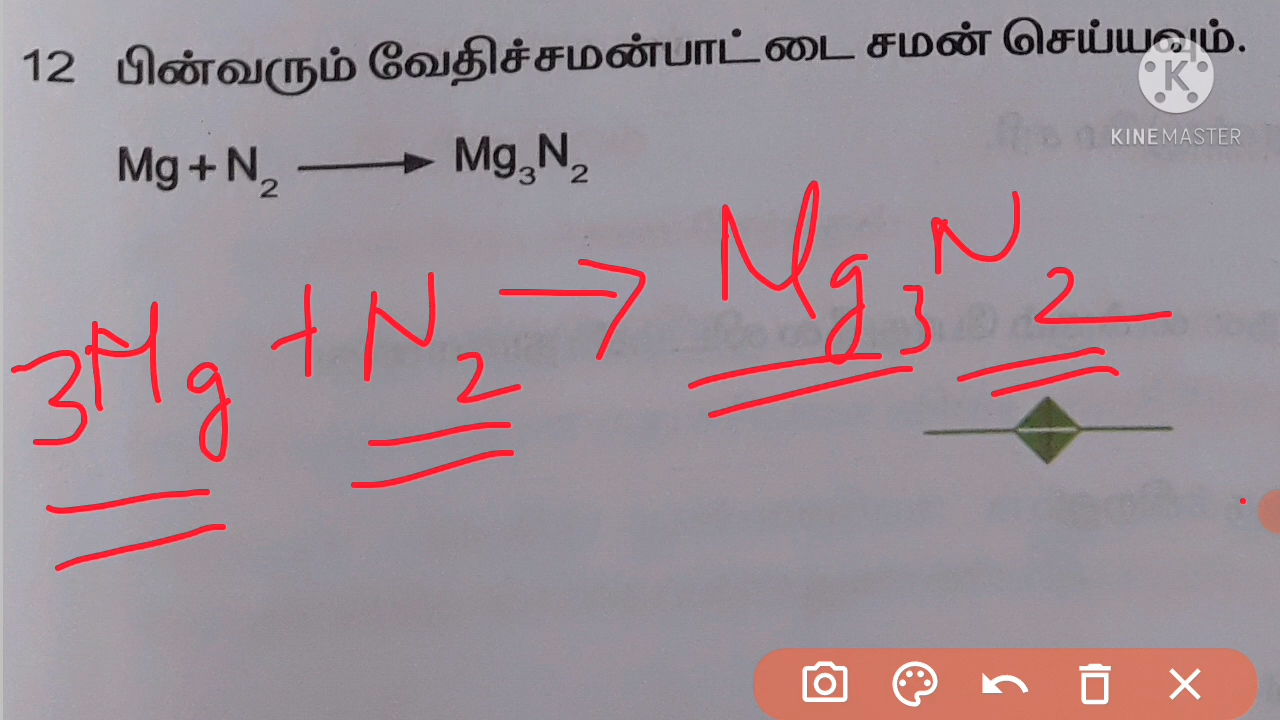 12 பின்வரும் வேதிச்சமன்பாட்டை சமன் செய்யவும்.
K
KINEMASTER
Mg + N₂ ⟶ Mg₃N₂
3Mg + N₂ → Mg₃N₂